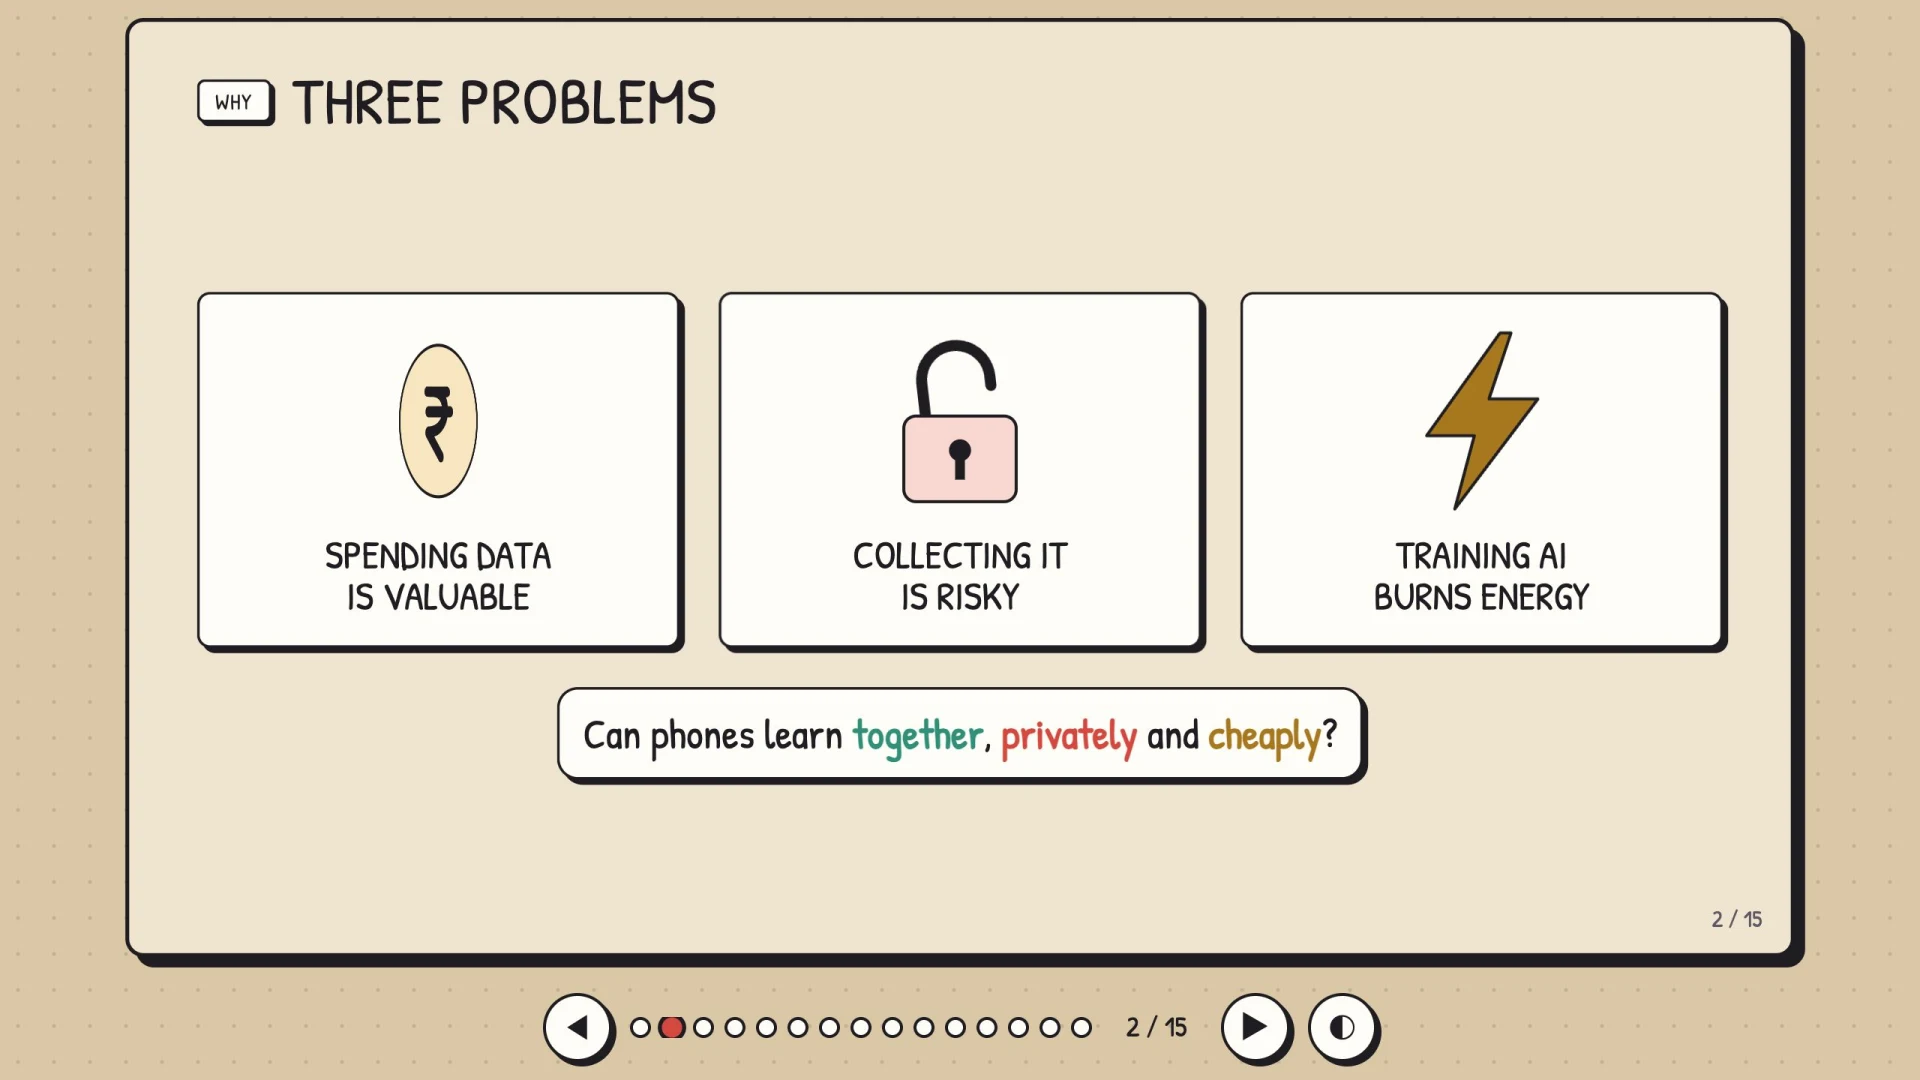 WHY
THREE PROBLEMS
₹
SPENDING DATA
IS VALUABLE
COLLECTING IT
IS RISKY
TRAINING AI
BURNS ENERGY
Can phones learn together, privately and cheaply?
2 / 15
2 / 15